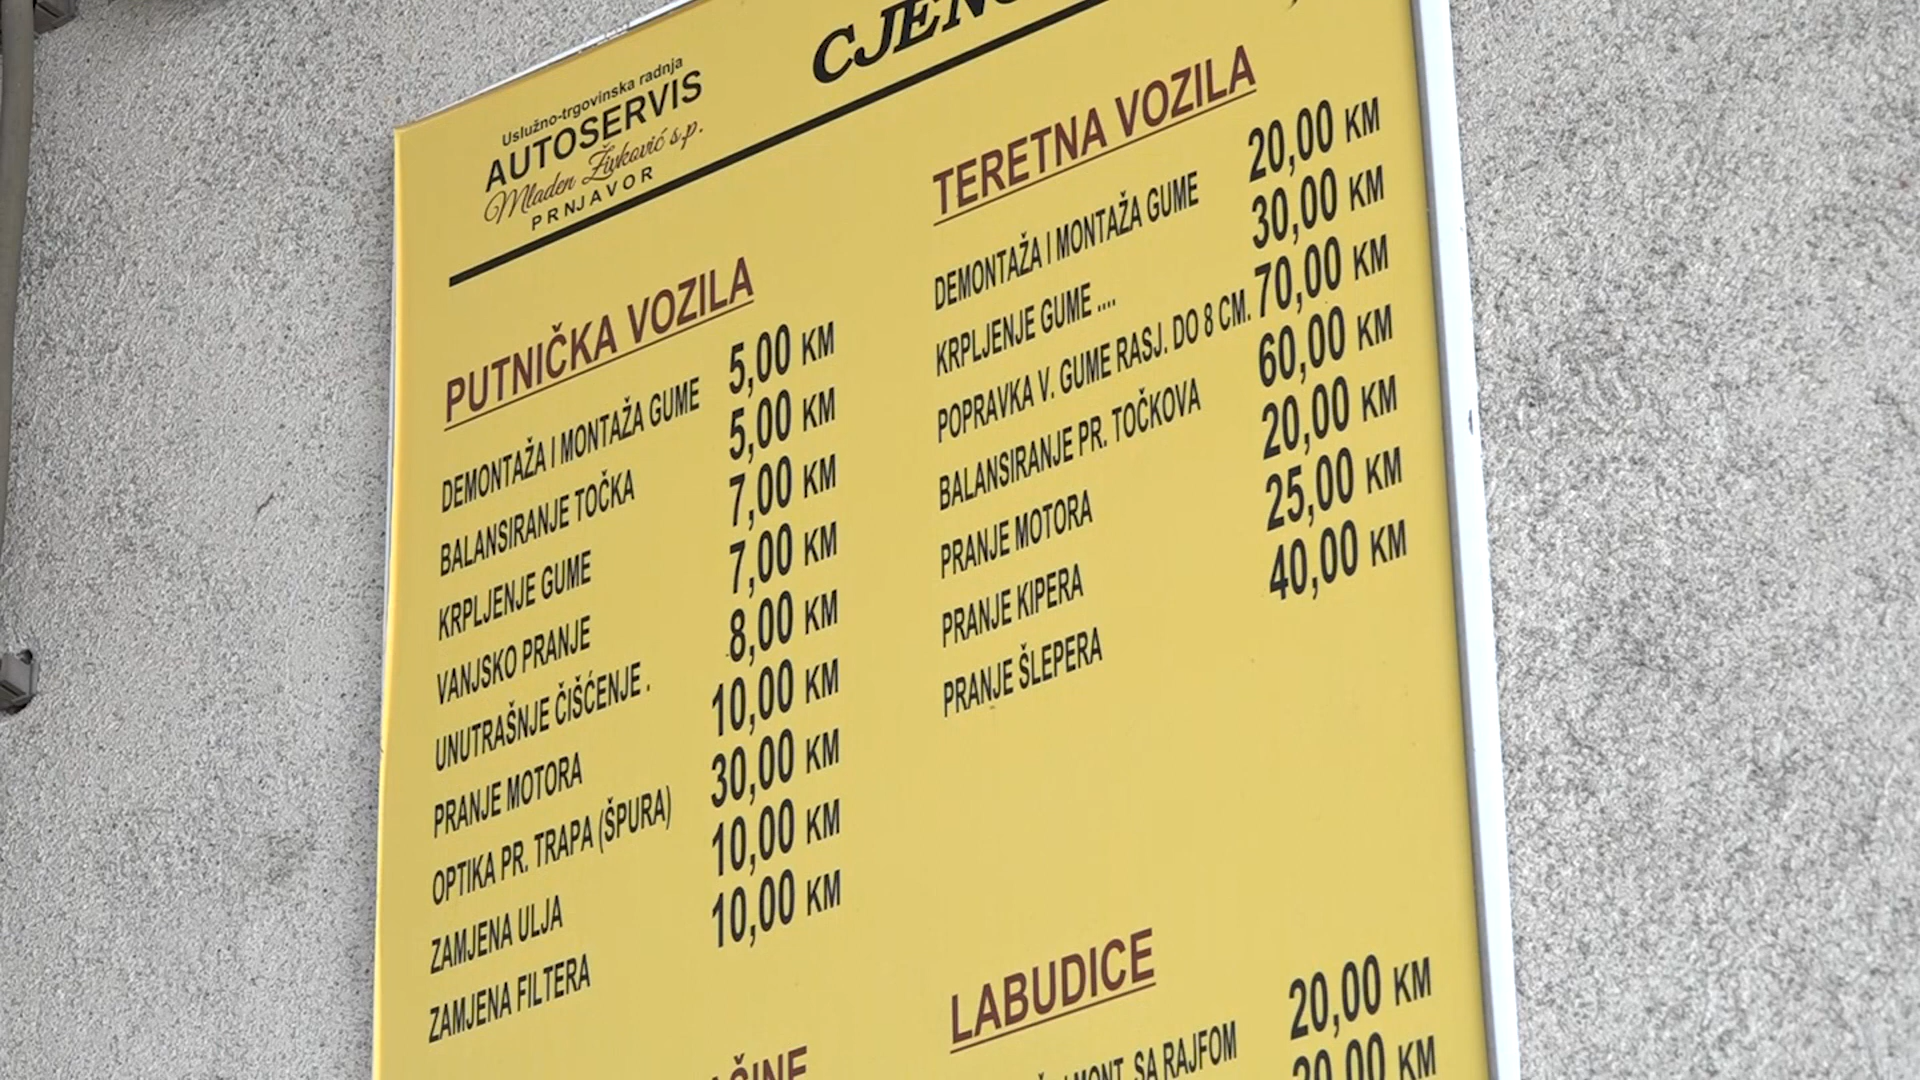 Uslužno-trgovinska radnja
AUTOSERVIS
Mladen Živković s.p.
PRNJAVOR
PUTNIČKA VOZILA
DEMONTAŽA I MONTAŽA GUME 5,00 KM
BALANSIRANJE TOČKA 5,00 KM
KRPLJENJE GUME 7,00 KM
VANJSKO PRANJE 7,00 KM
UNUTRAŠNJE ČIŠĆENJE . 8,00 KM
PRANJE MOTORA 10,00 KM
OPTIKA PR. TRAPA (ŠPURA) 30,00 KM
ZAMJENA ULJA 10,00 KM
ZAMJENA FILTERA 10,00 KM
TERETNA VOZILA
DEMONTAŽA I MONTAŽA GUME 20,00 KM
KRPLJENJE GUME .... 30,00 KM
POPRAVKA V. GUME RASJ. DO 8 CM. 70,00 KM
BALANSIRANJE PR. TOČKOVA 60,00 KM
PRANJE MOTORA 20,00 KM
PRANJE KIPERA 25,00 KM
PRANJE ŠLEPERA 40,00 KM
LABUDICE
MONT. SA RAJFOM 20,00 KM
KM